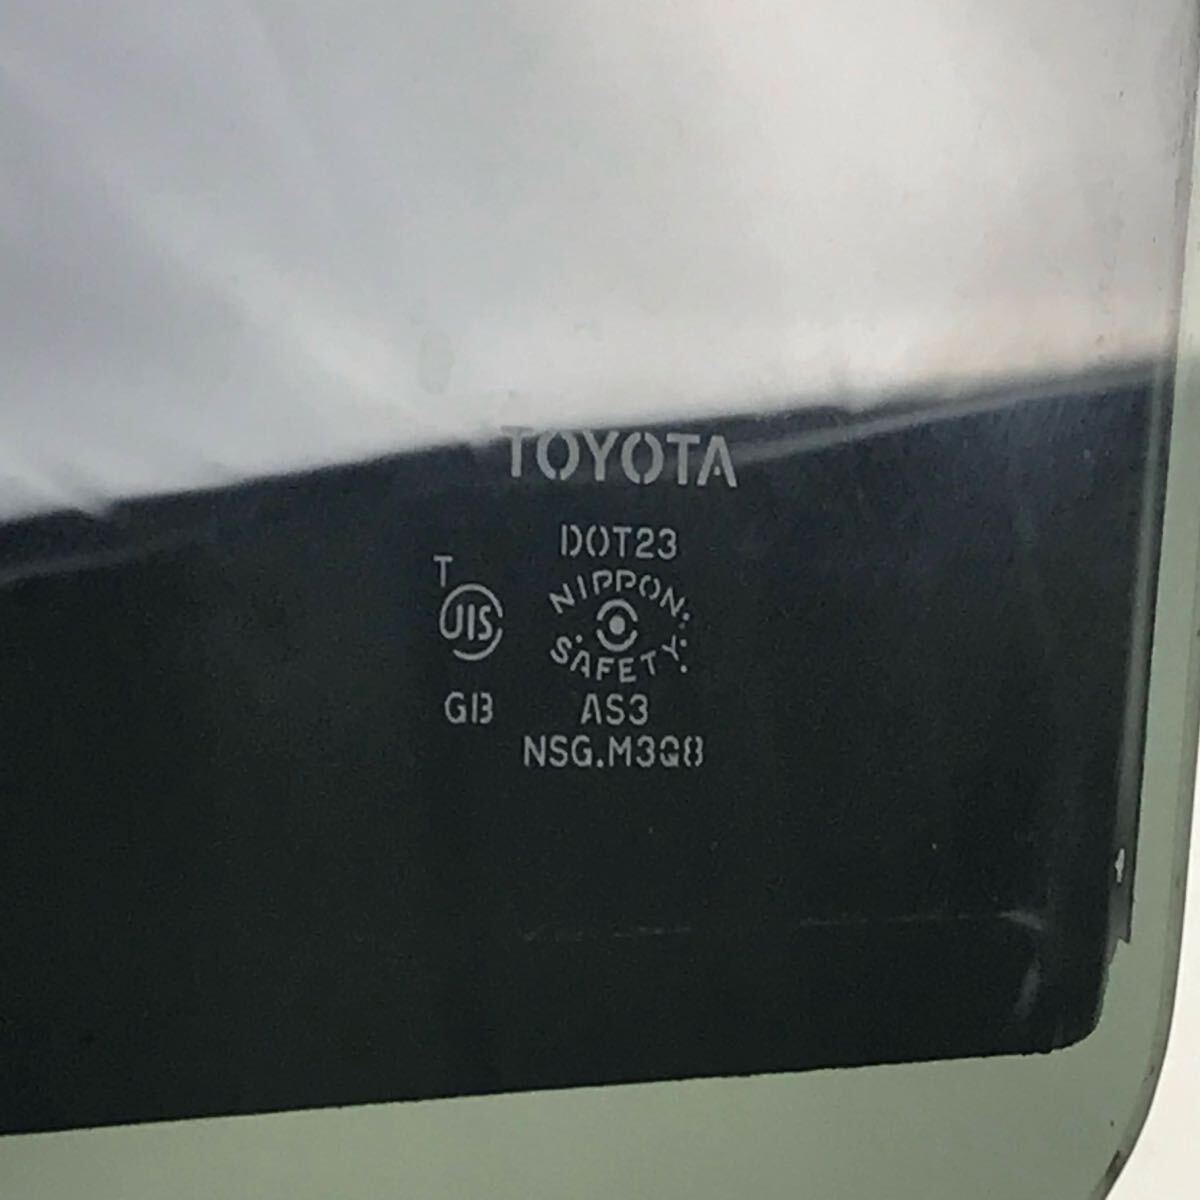 TOYOTA
DOT23
T
JIS
NIPPON
SAFETY
GB
AS3
NSG.M3Q8